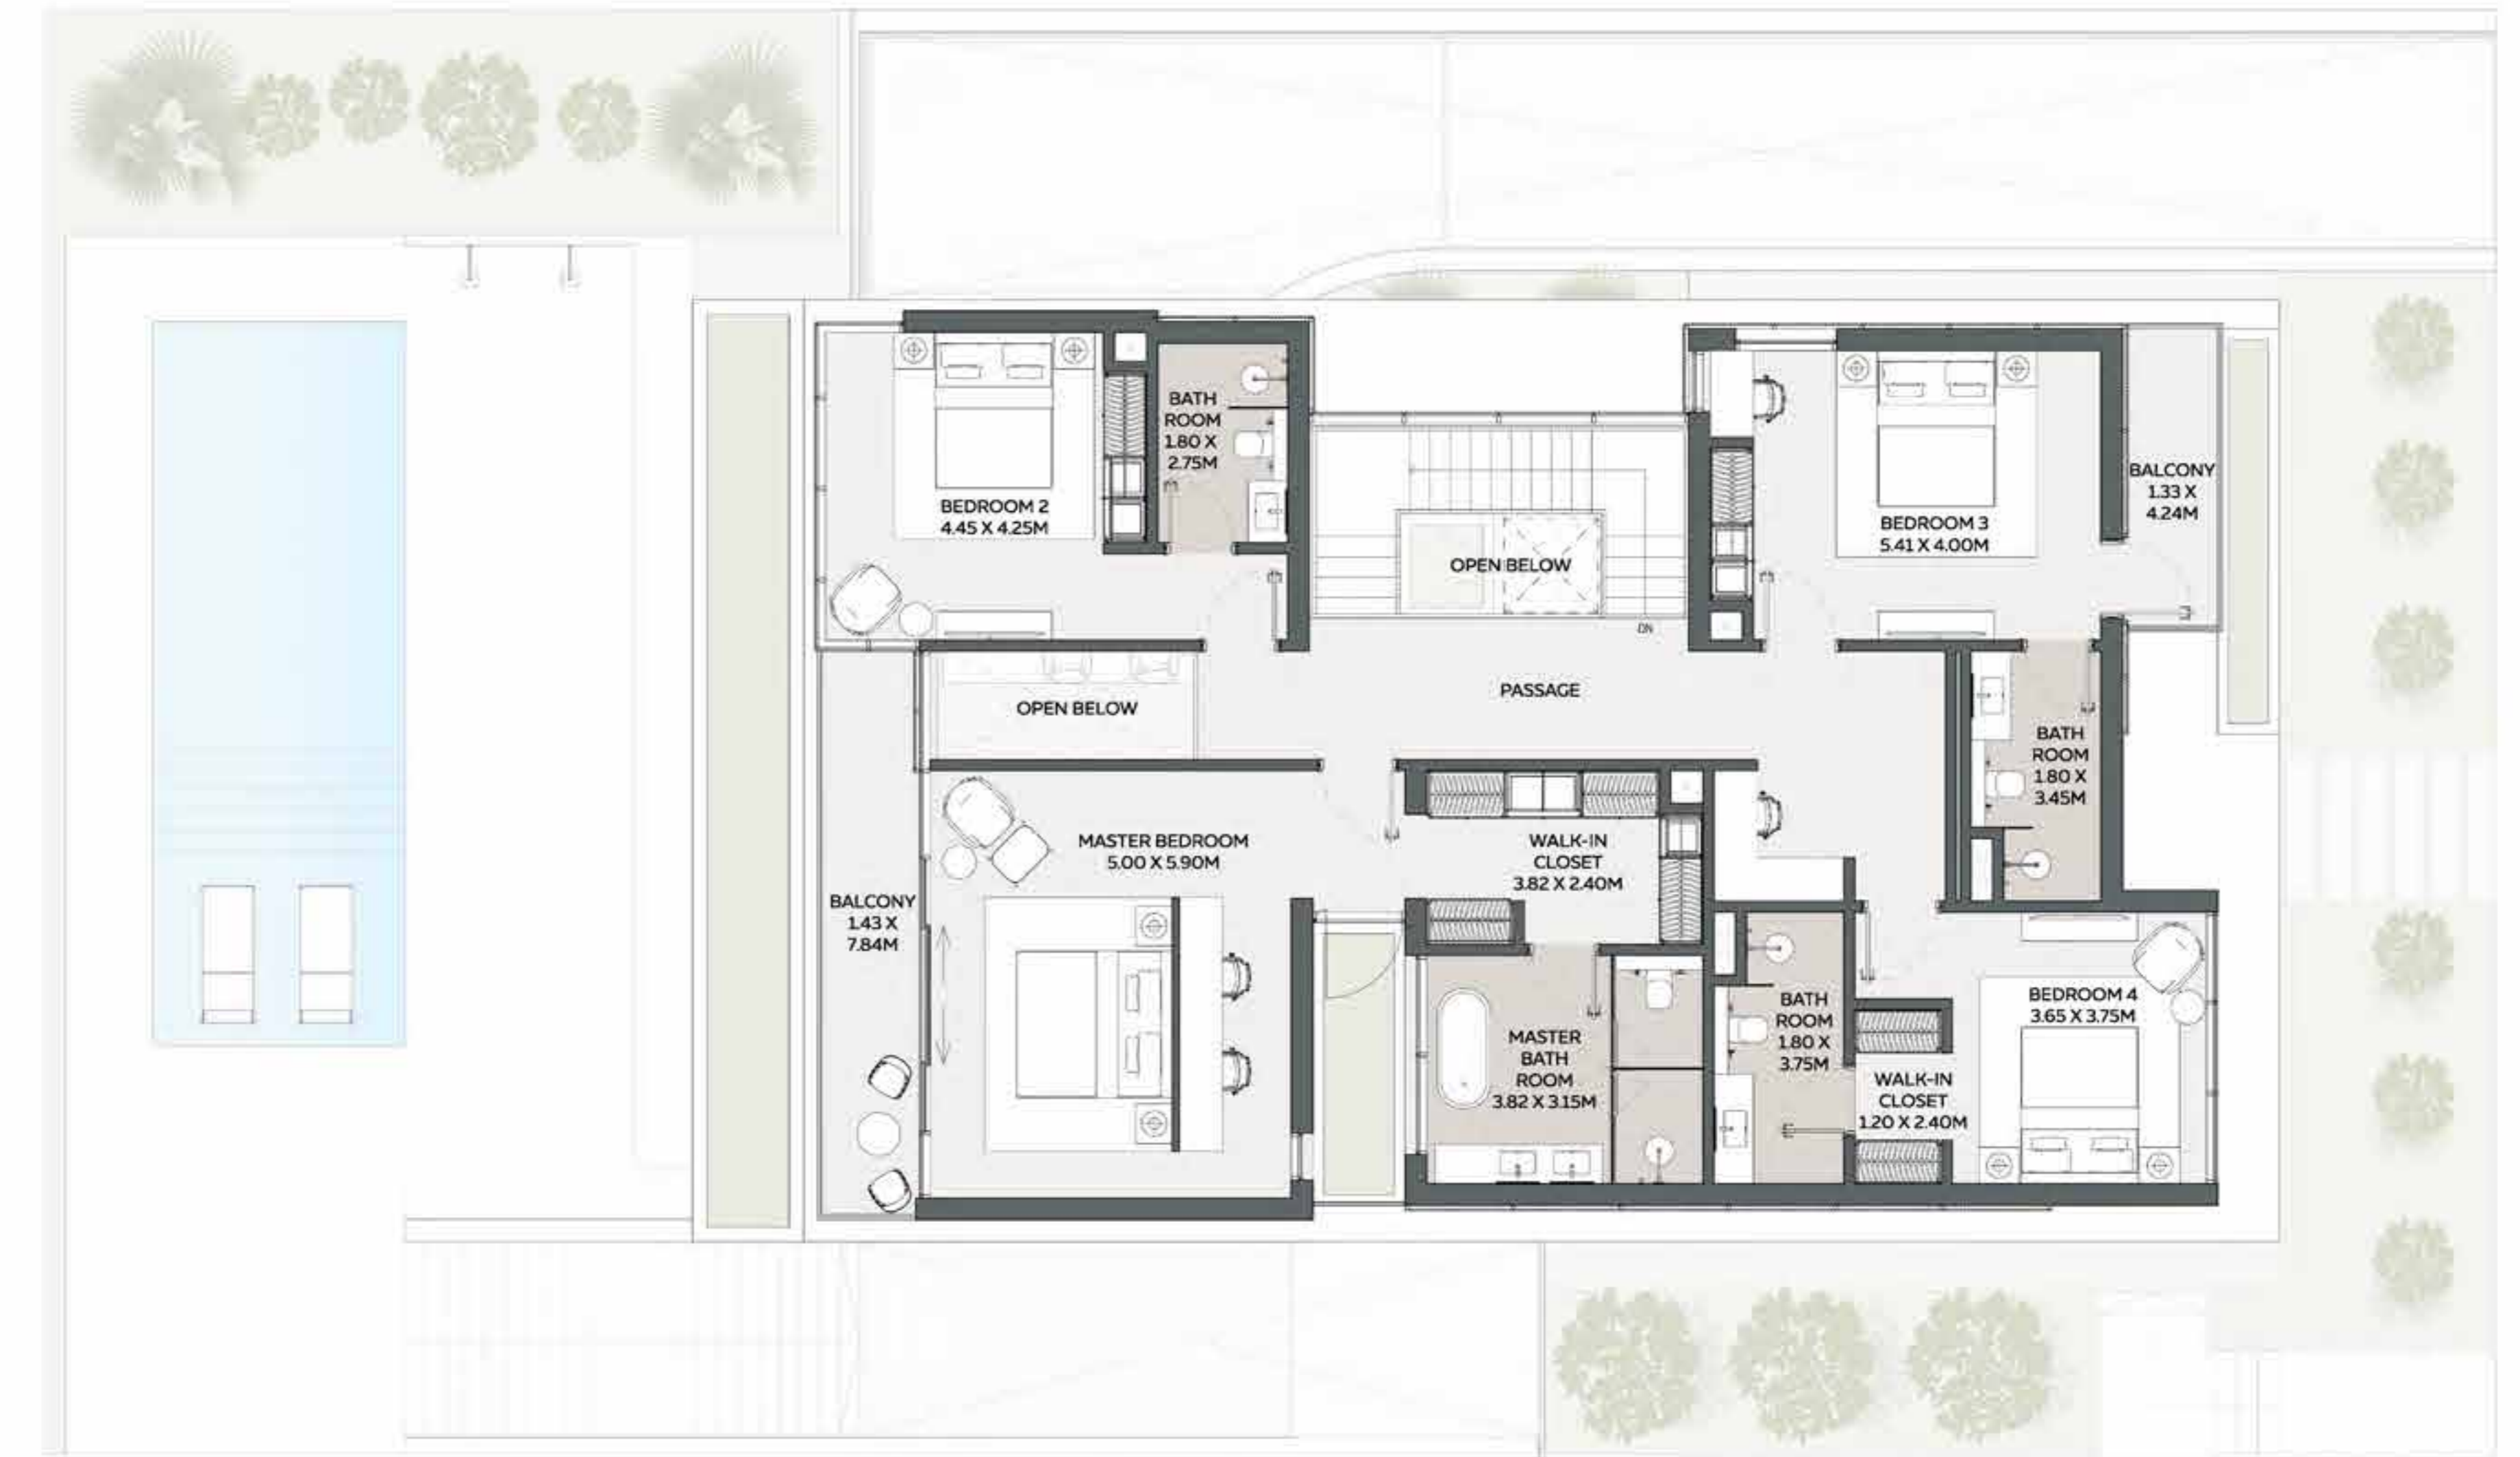 BATH
ROOM
1.80 X
2.75M
BEDROOM 2
4.45 X 4.25M
BALCONY
1.33 X
4.24M
BEDROOM 3
5.41 X 4.00M
OPEN BELOW
DN
PASSAGE
OPEN BELOW
BATH
ROOM
1.80 X
3.45M
MASTER BEDROOM
5.00 X 5.90M
WALK-IN
CLOSET
3.82 X 2.40M
BALCONY
1.43 X
7.84M
BATH
ROOM
1.80 X
3.75M
BEDROOM 4
3.65 X 3.75M
MASTER
BATH
ROOM
3.82 X 3.15M
WALK-IN
CLOSET
1.20 X 2.40M